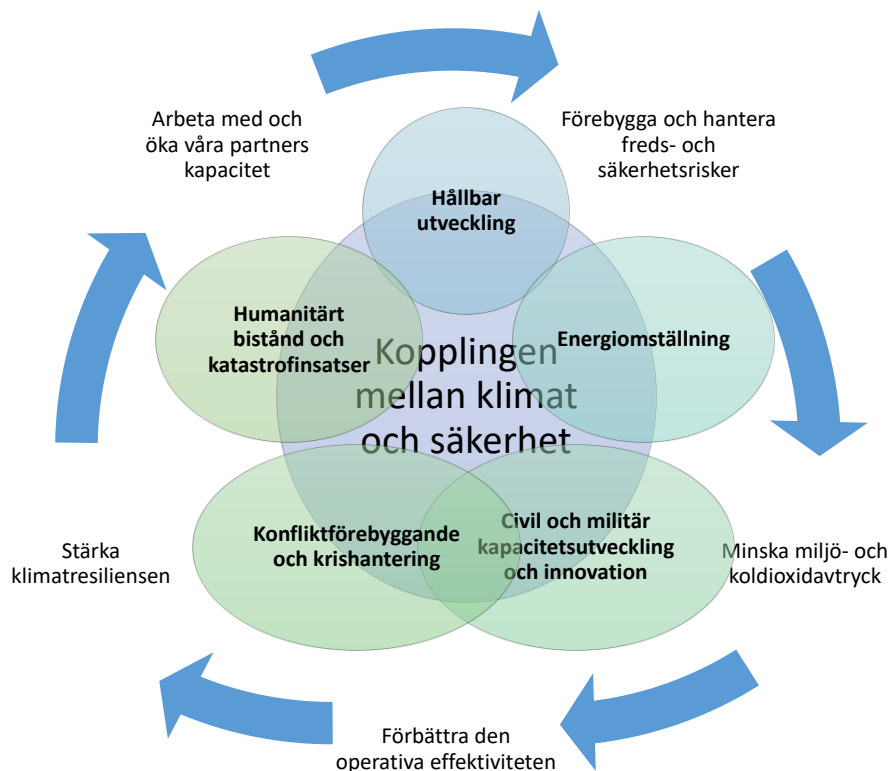 Arbeta med och
öka våra partners
kapacitet
Förebygga och hantera
freds- och
säkerhetsrisker
Hållbar
utveckling
Humanitärt
bistånd och
katastrofinsatser
Energiomställning
Kopplingen
mellan klimat
och säkerhet
Konfliktförebyggande
och krishantering
Civil och militär
kapacitetsutveckling
och innovation
Stärka
klimatresiliensen
Minska miljö- och
koldioxidavtryck
Förbättra den
operativa effektiviteten